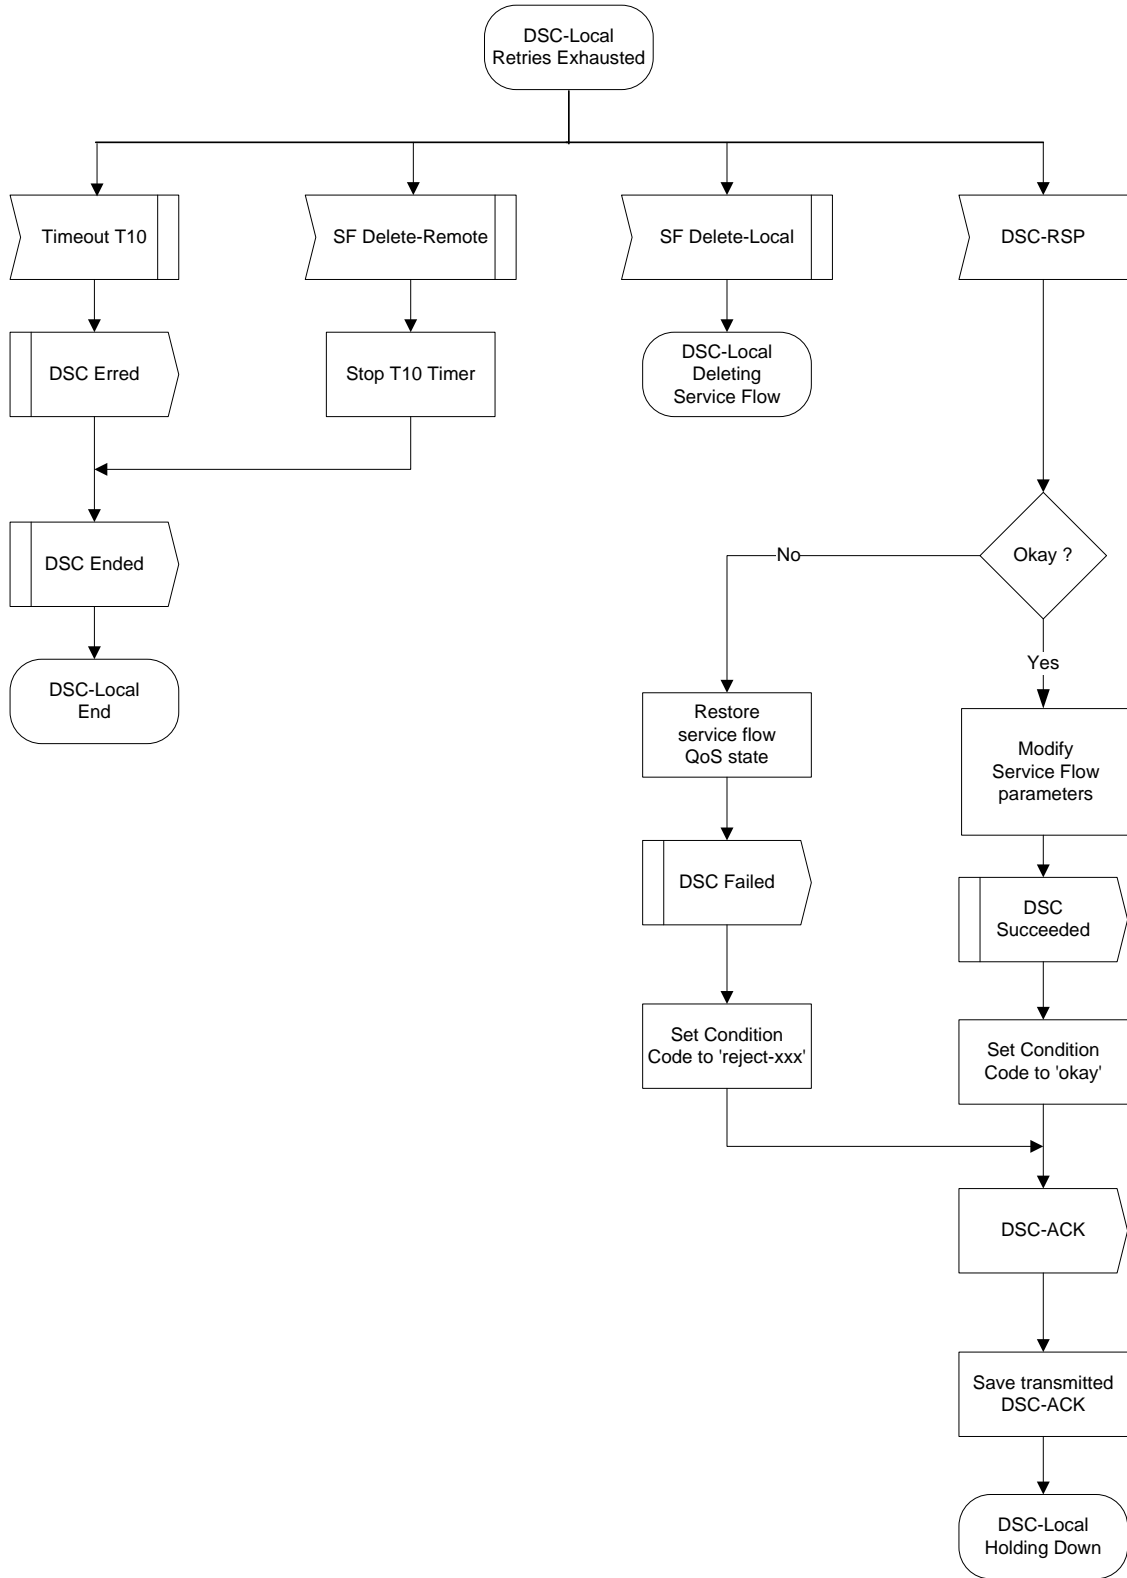 DSC-Local
Retries Exhausted
Timeout T10
SF Delete-Remote
SF Delete-Local
DSC-RSP
DSC Erred
Stop T10 Timer
DSC-Local
Deleting
Service Flow
DSC Ended
No
Okay ?
Yes
DSC-Local
End
Restore
service flow
QoS state
Modify
Service Flow
parameters
DSC Failed
DSC
Succeeded
Set Condition
Code to 'reject-xxx'
Set Condition
Code to 'okay'
DSC-ACK
Save transmitted
DSC-ACK
DSC-Local
Holding Down